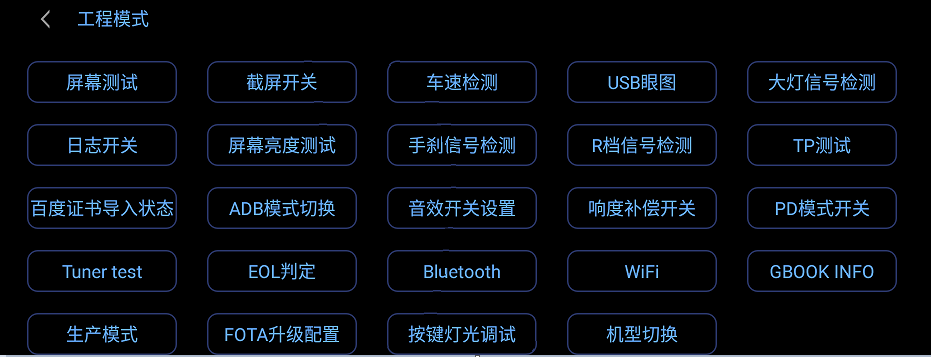 工程模式
屏幕测试 截屏开关 车速检测 USB眼图 大灯信号检测
日志开关 屏幕亮度测试 手刹信号检测 R档信号检测 TP测试
百度证书导入状态 ADB模式切换 音效开关设置 响度补偿开关 PD模式开关
Tuner test EOL判定 Bluetooth WiFi GBOOK INFO
生产模式 FOTA升级配置 按键灯光调试 机型切换